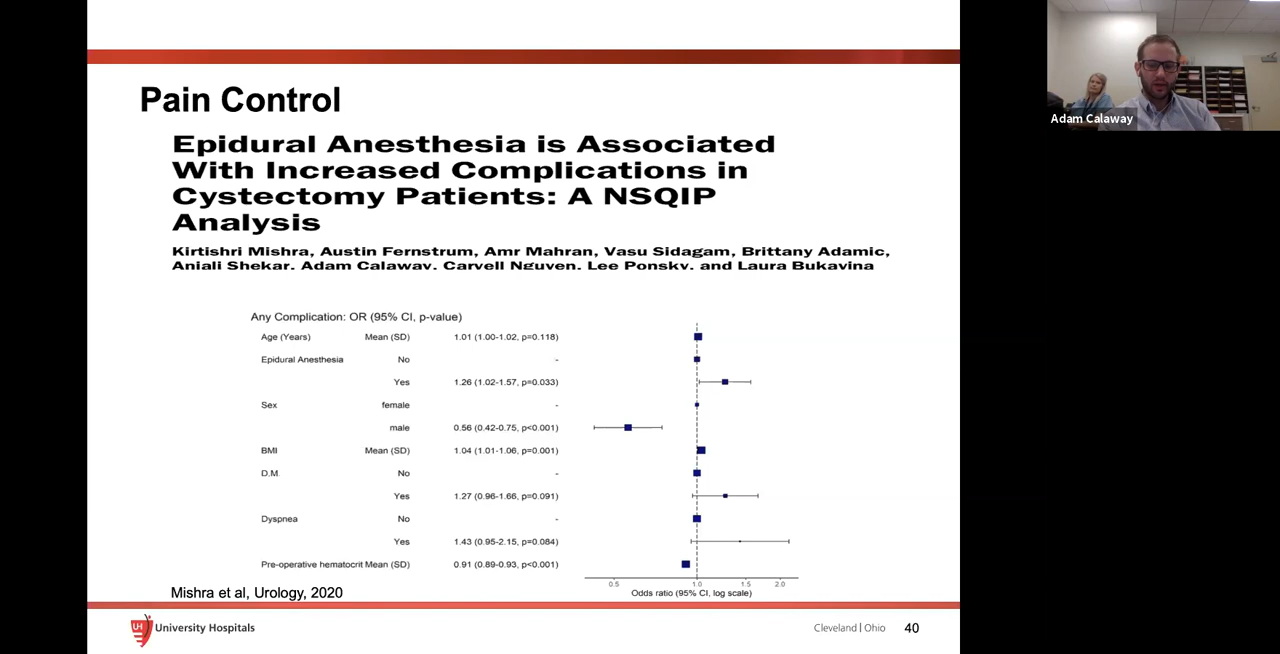 Pain Control
Epidural Anesthesia is Associated
With Increased Complications in
Cystectomy Patients: A NSQIP
Analysis
Kirtishri Mishra, Austin Fernstrum, Amr Mahran, Vasu Sidagam, Brittany Adamic,
Anjali Shekar, Adam Calaway, Carvell Nguyen, Lee Ponsky, and Laura Bukavina
Any Complication: OR (95% CI, p-value)
Age (Years) Mean (SD) 1.01 (1.00-1.02, p=0.118)
Epidural Anesthesia No -
Yes 1.26 (1.02-1.57, p=0.033)
Sex female -
male 0.56 (0.42-0.75, p<0.001)
BMI Mean (SD) 1.04 (1.01-1.06, p=0.001)
D.M. No -
Yes 1.27 (0.96-1.66, p=0.091)
Dyspnea No -
Yes 1.43 (0.95-2.15, p=0.084)
Pre-operative hematocrit Mean (SD) 0.91 (0.89-0.93, p<0.001)
0.5 1.0 1.5 2.0
Odds ratio (95% CI, log scale)
Mishra et al, Urology, 2020
UH University Hospitals
Cleveland | Ohio 40
Adam Calaway